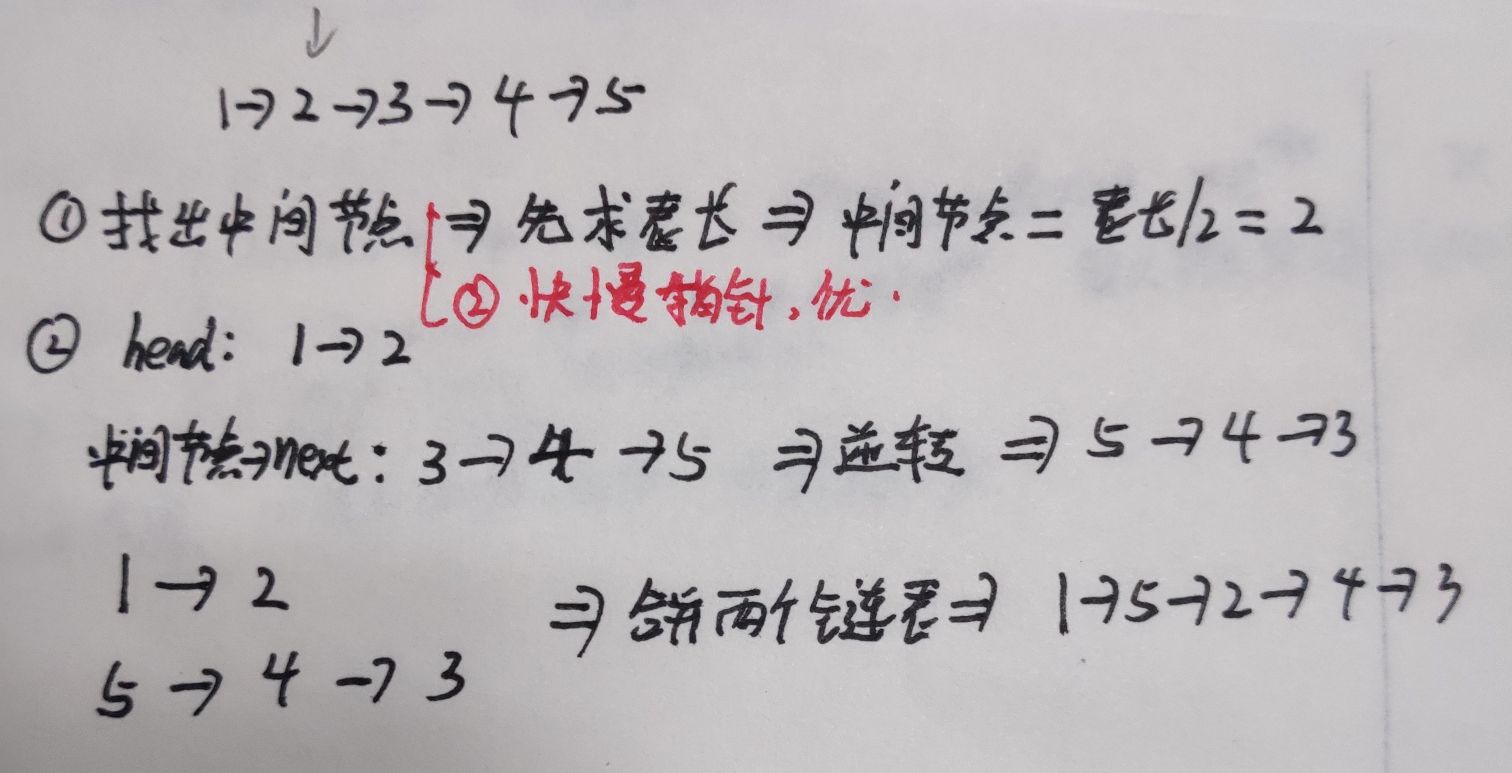 ↓
1→2→3→4→5
①找出中间节点⇒先求表长⇒中间节点=表长/2=2
②快慢指针,优.
② head: 1→2
中间节点→next: 3→4→5 ⇒逆转⇒5→4→3
1→2
⇒合并两个链表⇒1→5→2→4→3
5→4→3